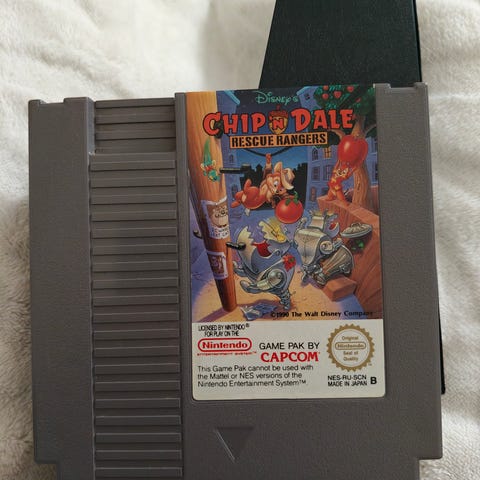 Disney's
CHIP 'N DALE
RESCUE RANGERS
©1990 The Walt Disney Company
LICENSED BY NINTENDO®
FOR PLAY ON THE
Nintendo
ENTERTAINMENT SYSTEM™
GAME PAK BY
CAPCOM®
This Game Pak cannot be used with
the Mattel or NES versions of the
Nintendo Entertainment System™
Original
Nintendo
Seal of
Quality
NES-RU-SCN
MADE IN JAPAN B